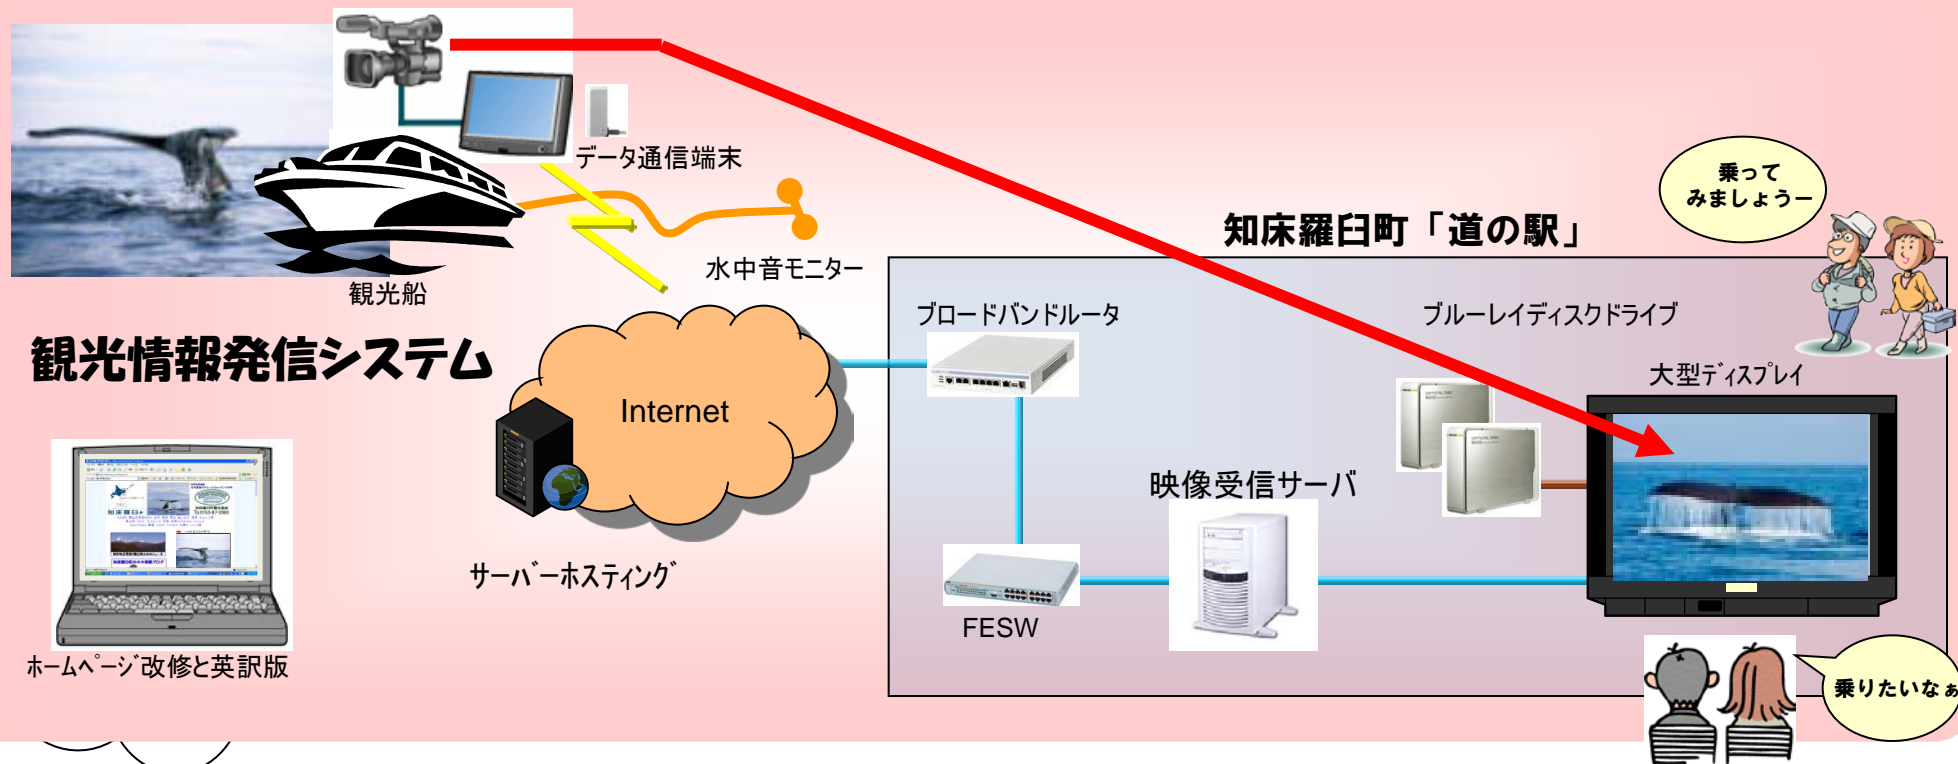 データ通信端末
水中音モニター
観光船
観光情報発信システム
Internet
サーバーホスティング
知床羅臼
ホームページ改修と英訳版
知床羅臼町「道の駅」
乗って
みましょうー
ブロードバンドルータ
ブルーレイディスクドライブ
大型ディスプレイ
映像受信サーバ
FESW
乗りたいなぁ